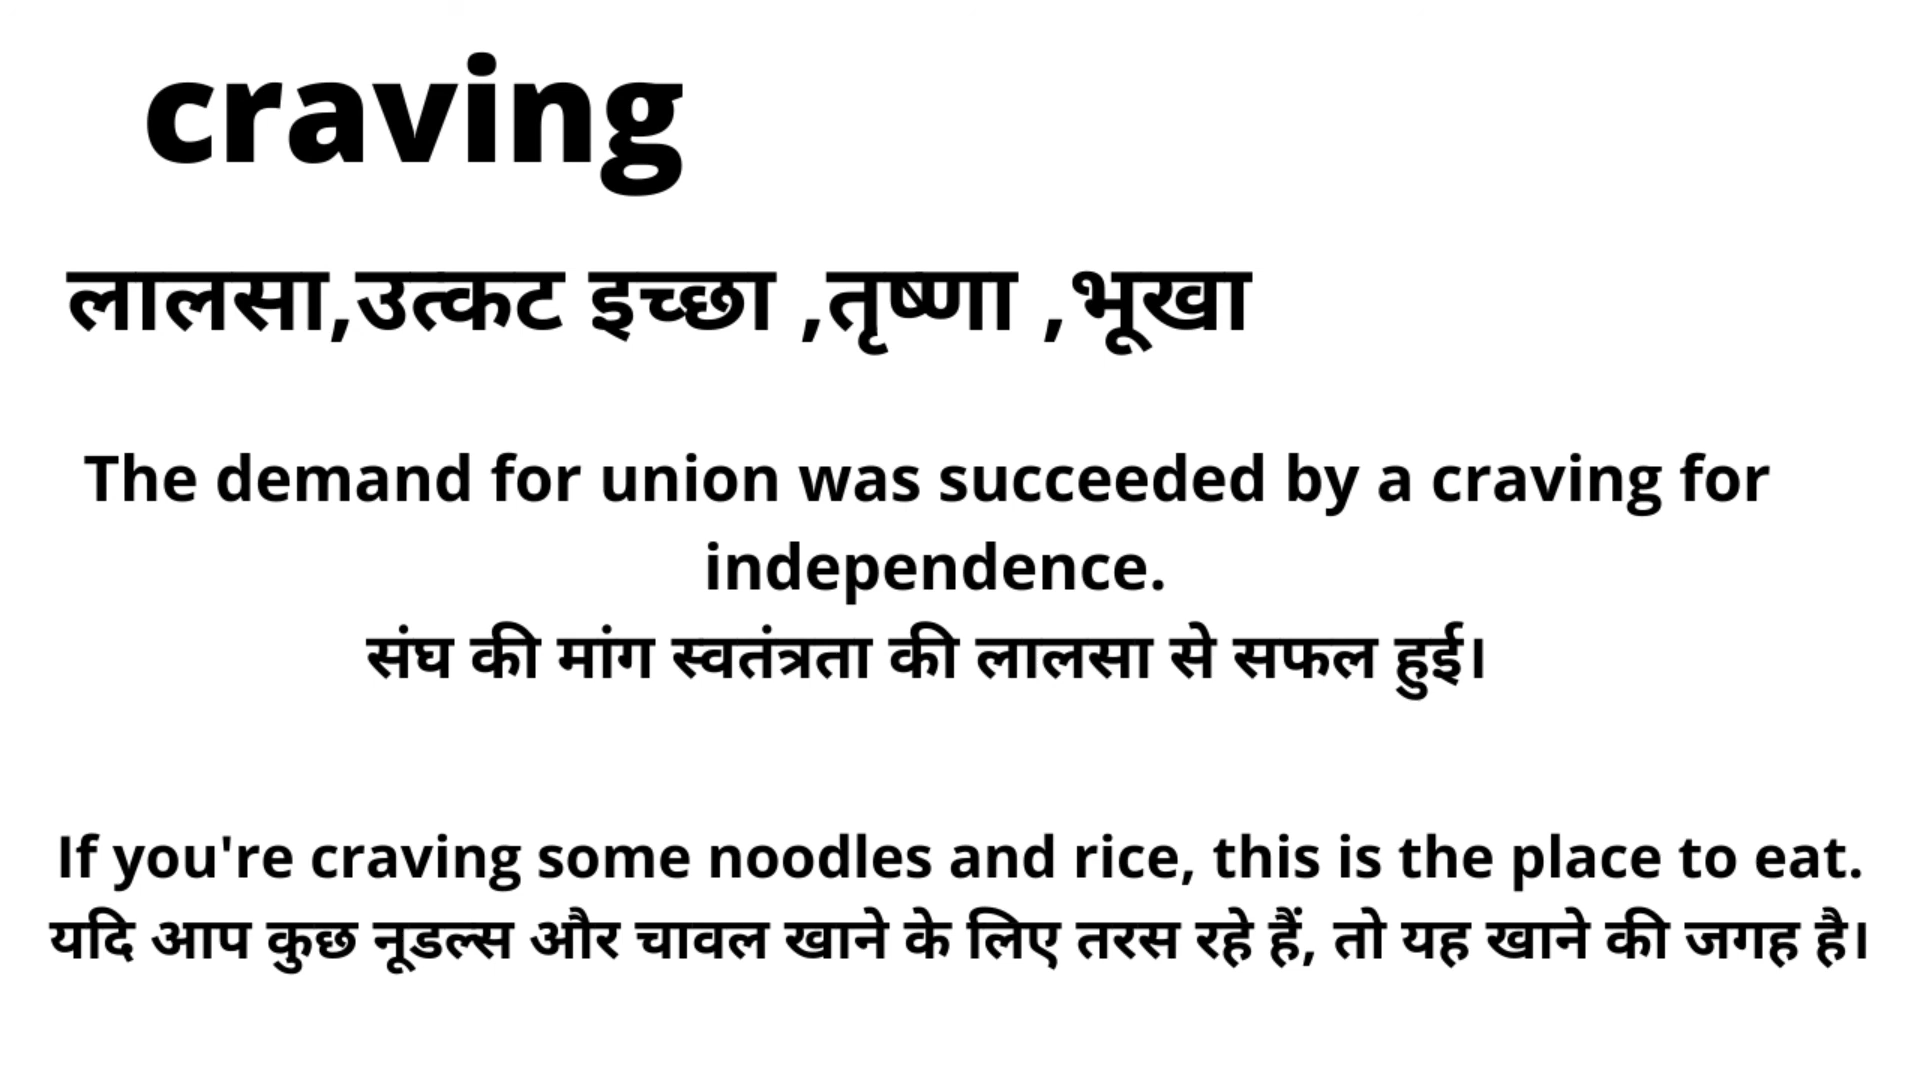 craving
लालसा,उत्कट इच्छा ,तृष्णा ,भूखा
The demand for union was succeeded by a craving for
independence.
संघ की मांग स्वतंत्रता की लालसा से सफल हुई।
If you're craving some noodles and rice, this is the place to eat.
यदि आप कुछ नूडल्स और चावल खाने के लिए तरस रहे हैं, तो यह खाने की जगह है।